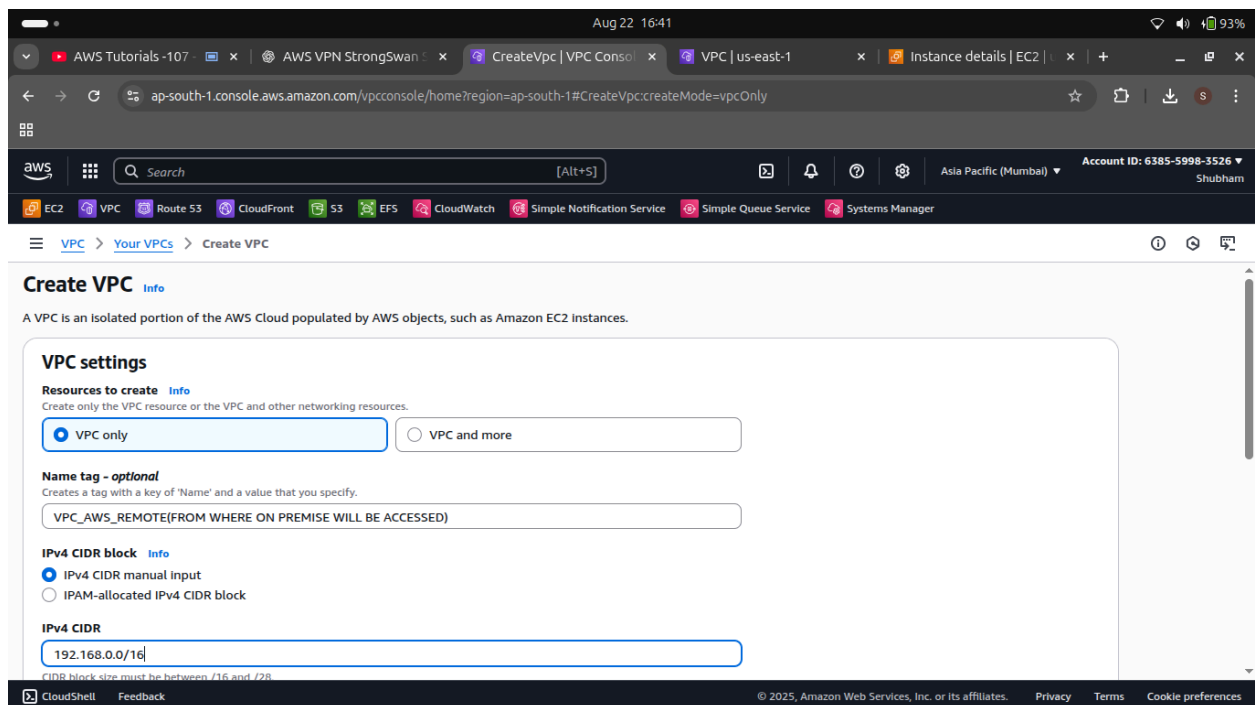 Aug 22 16:41
93%
AWS Tutorials -107 -
AWS VPN StrongSwan S
CreateVpc | VPC Consol
VPC | us-east-1
Instance details | EC2 | u
ap-south-1.console.aws.amazon.com/vpcconsole/home?region=ap-south-1#CreateVpc:createMode=vpcOnly
S
aws
Search [Alt+S]
Asia Pacific (Mumbai)
Account ID: 6385-5998-3526
Shubham
EC2 VPC Route 53 CloudFront S3 EFS CloudWatch Simple Notification Service Simple Queue Service Systems Manager
VPC > Your VPCs > Create VPC
Create VPC Info
A VPC is an isolated portion of the AWS Cloud populated by AWS objects, such as Amazon EC2 instances.
VPC settings
Resources to create Info
Create only the VPC resource or the VPC and other networking resources.
VPC only
VPC and more
Name tag - optional
Creates a tag with a key of 'Name' and a value that you specify.
VPC_AWS_REMOTE(FROM WHERE ON PREMISE WILL BE ACCESSED)
IPv4 CIDR block Info
IPv4 CIDR manual input
IPAM-allocated IPv4 CIDR block
IPv4 CIDR
192.168.0.0/16
CIDR block size must be between /16 and /28.
CloudShell Feedback © 2025, Amazon Web Services, Inc. or its affiliates. Privacy Terms Cookie preferences